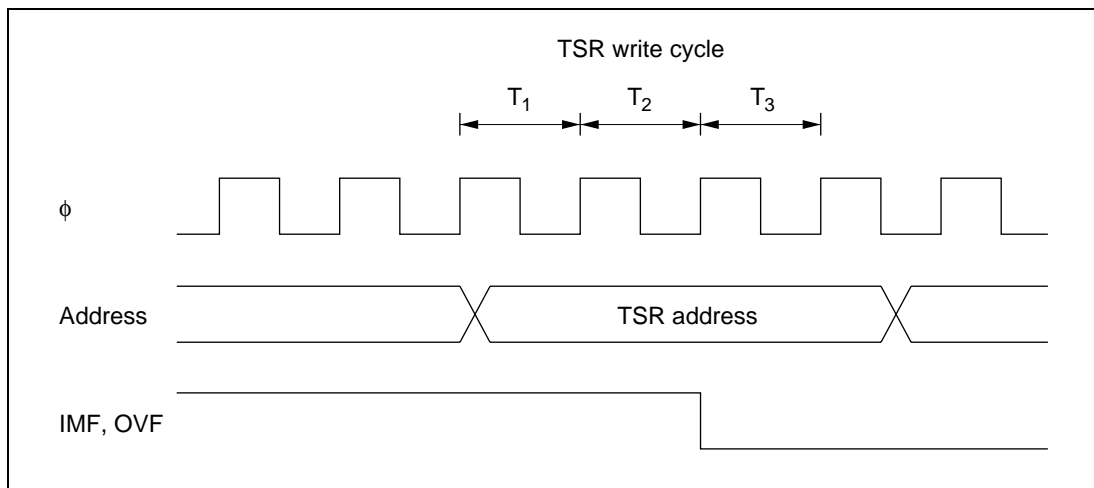 TSR write cycle
T1 T2 T3
ϕ
Address TSR address
IMF, OVF